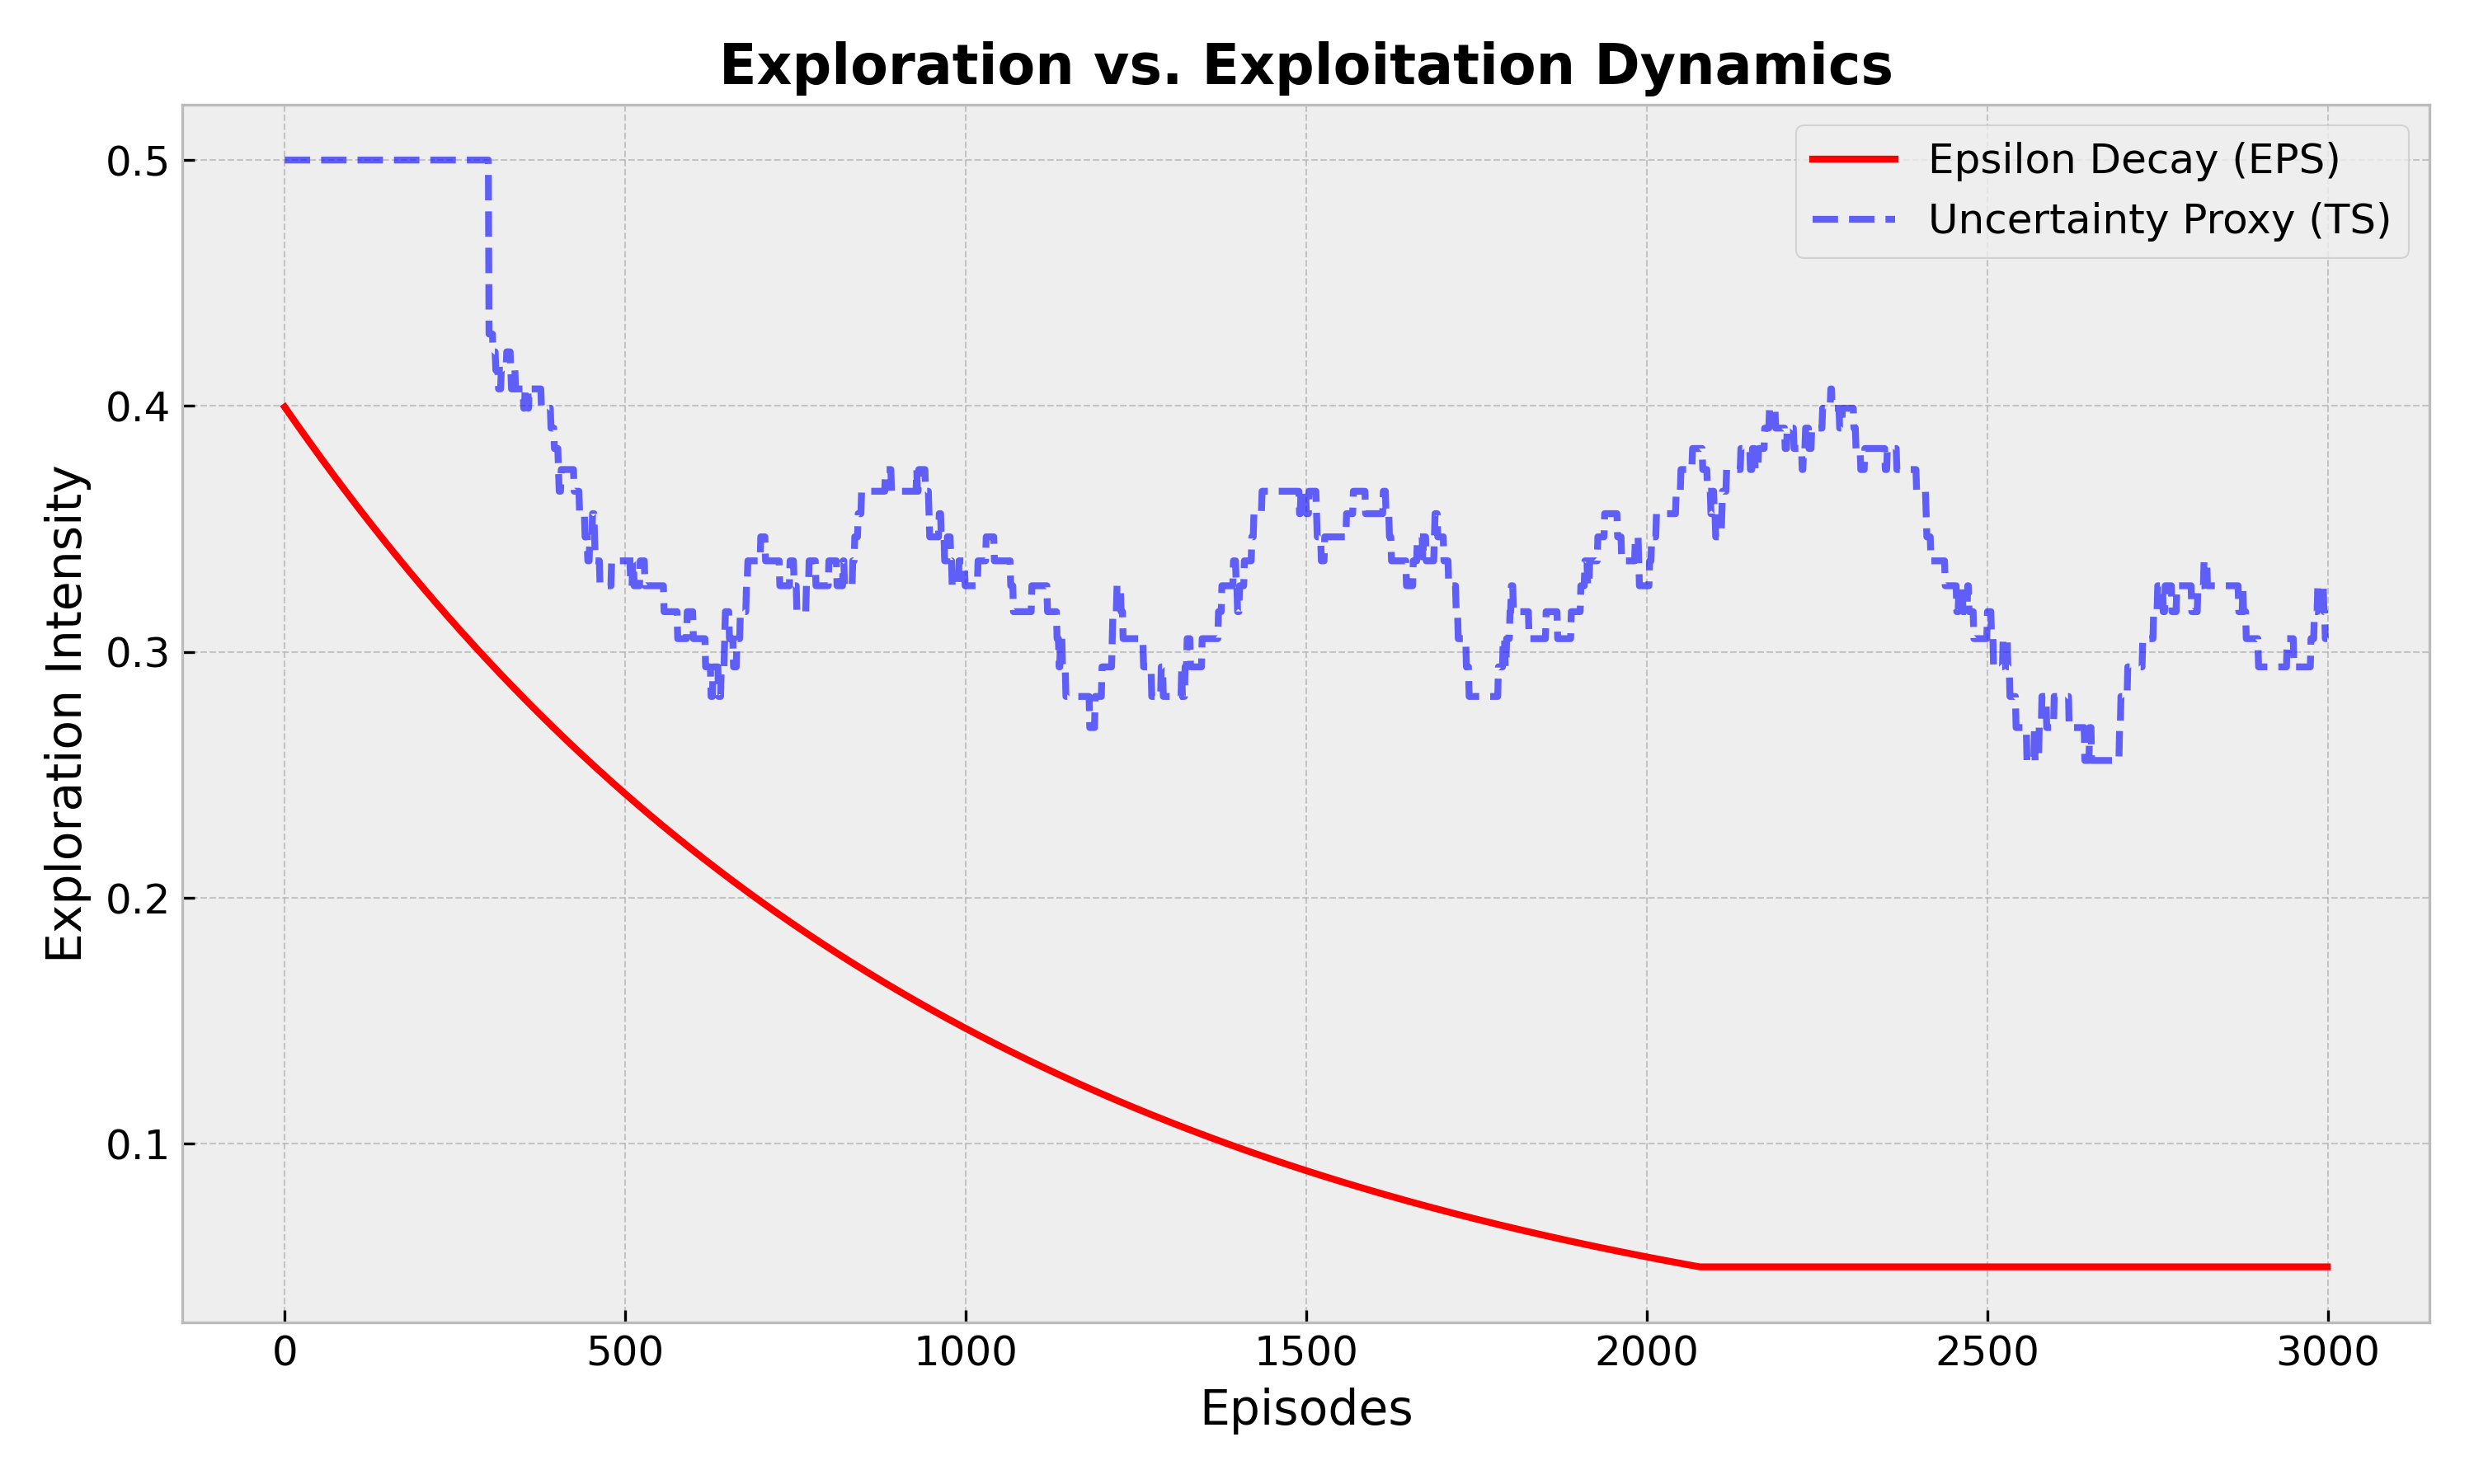 Exploration vs. Exploitation Dynamics
Epsilon Decay (EPS)
Uncertainty Proxy (TS)
Exploration Intensity
0.5
0.4
0.3
0.2
0.1
0 500 1000 1500 2000 2500 3000
Episodes